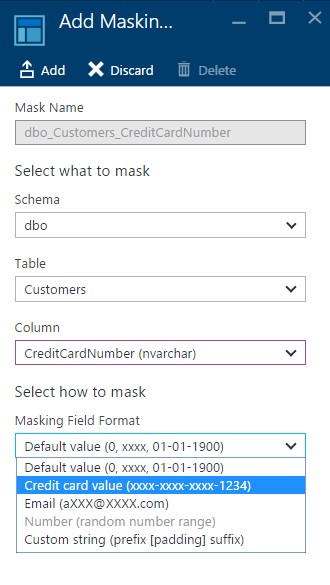 Add Maskin...
Add Discard Delete
Mask Name
dbo_Customers_CreditCardNumber
Select what to mask
Schema
dbo
Table
Customers
Column
CreditCardNumber (nvarchar)
Select how to mask
Masking Field Format
Default value (0, xxxx, 01-01-1900)
Default value (0, xxxx, 01-01-1900)
Credit card value (xxxx-xxxx-xxxx-1234)
Email (aXXX@XXXX.com)
Number (random number range)
Custom string (prefix [padding] suffix)